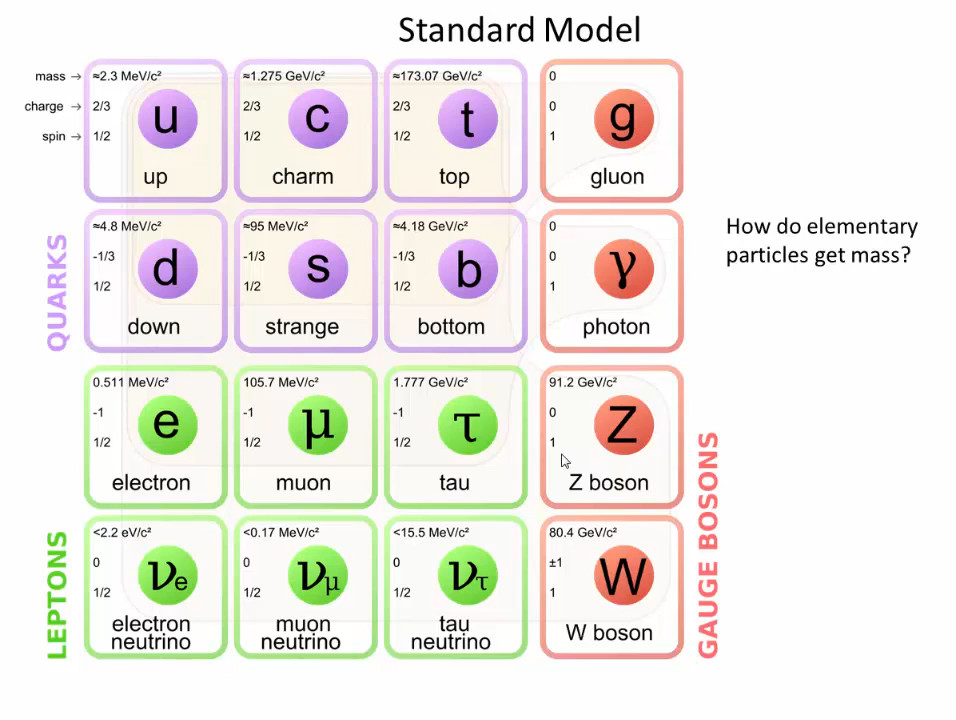 Standard Model
mass → ≈2.3 MeV/c²
charge → 2/3
spin → 1/2
u
up
≈1.275 GeV/c²
2/3
1/2
c
charm
≈173.07 GeV/c²
2/3
1/2
t
top
0
0
1
g
gluon
QUARKS
≈4.8 MeV/c²
-1/3
1/2
d
down
≈95 MeV/c²
-1/3
1/2
s
strange
≈4.18 GeV/c²
-1/3
1/2
b
bottom
0
0
1
γ
photon
How do elementary
particles get mass?
0.511 MeV/c²
-1
1/2
e
electron
105.7 MeV/c²
-1
1/2
μ
muon
1.777 GeV/c²
-1
1/2
τ
tau
91.2 GeV/c²
0
1
Z
Z boson
LEPTONS
<2.2 eV/c²
0
1/2
νe
electron
neutrino
<0.17 MeV/c²
0
1/2
νμ
muon
neutrino
<15.5 MeV/c²
0
1/2
ντ
tau
neutrino
80.4 GeV/c²
±1
1
W
W boson
GAUGE BOSONS